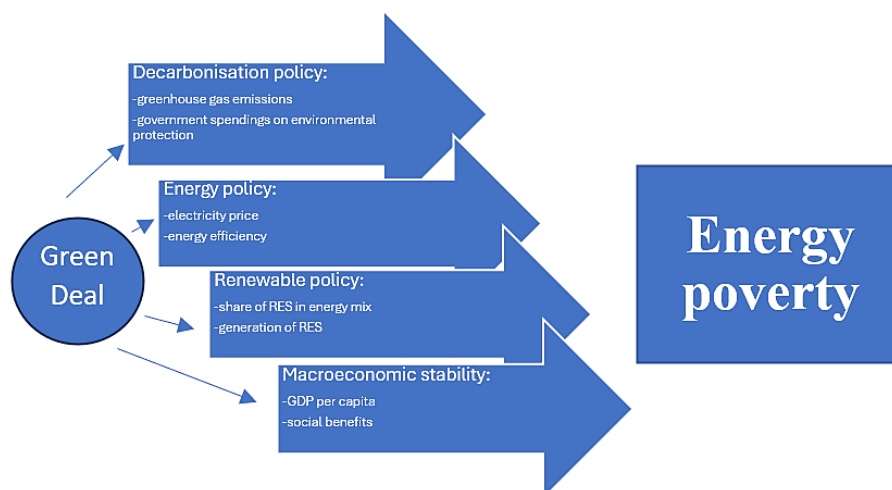 Decarbonisation policy:
-greenhouse gas emissions
-government spendings on environmental
protection
Energy policy:
-electricity price
-energy efficiency
Green
Deal
Renewable policy:
-share of RES in energy mix
-generation of RES
Macroeconomic stability:
-GDP per capita
-social benefits
Energy
poverty